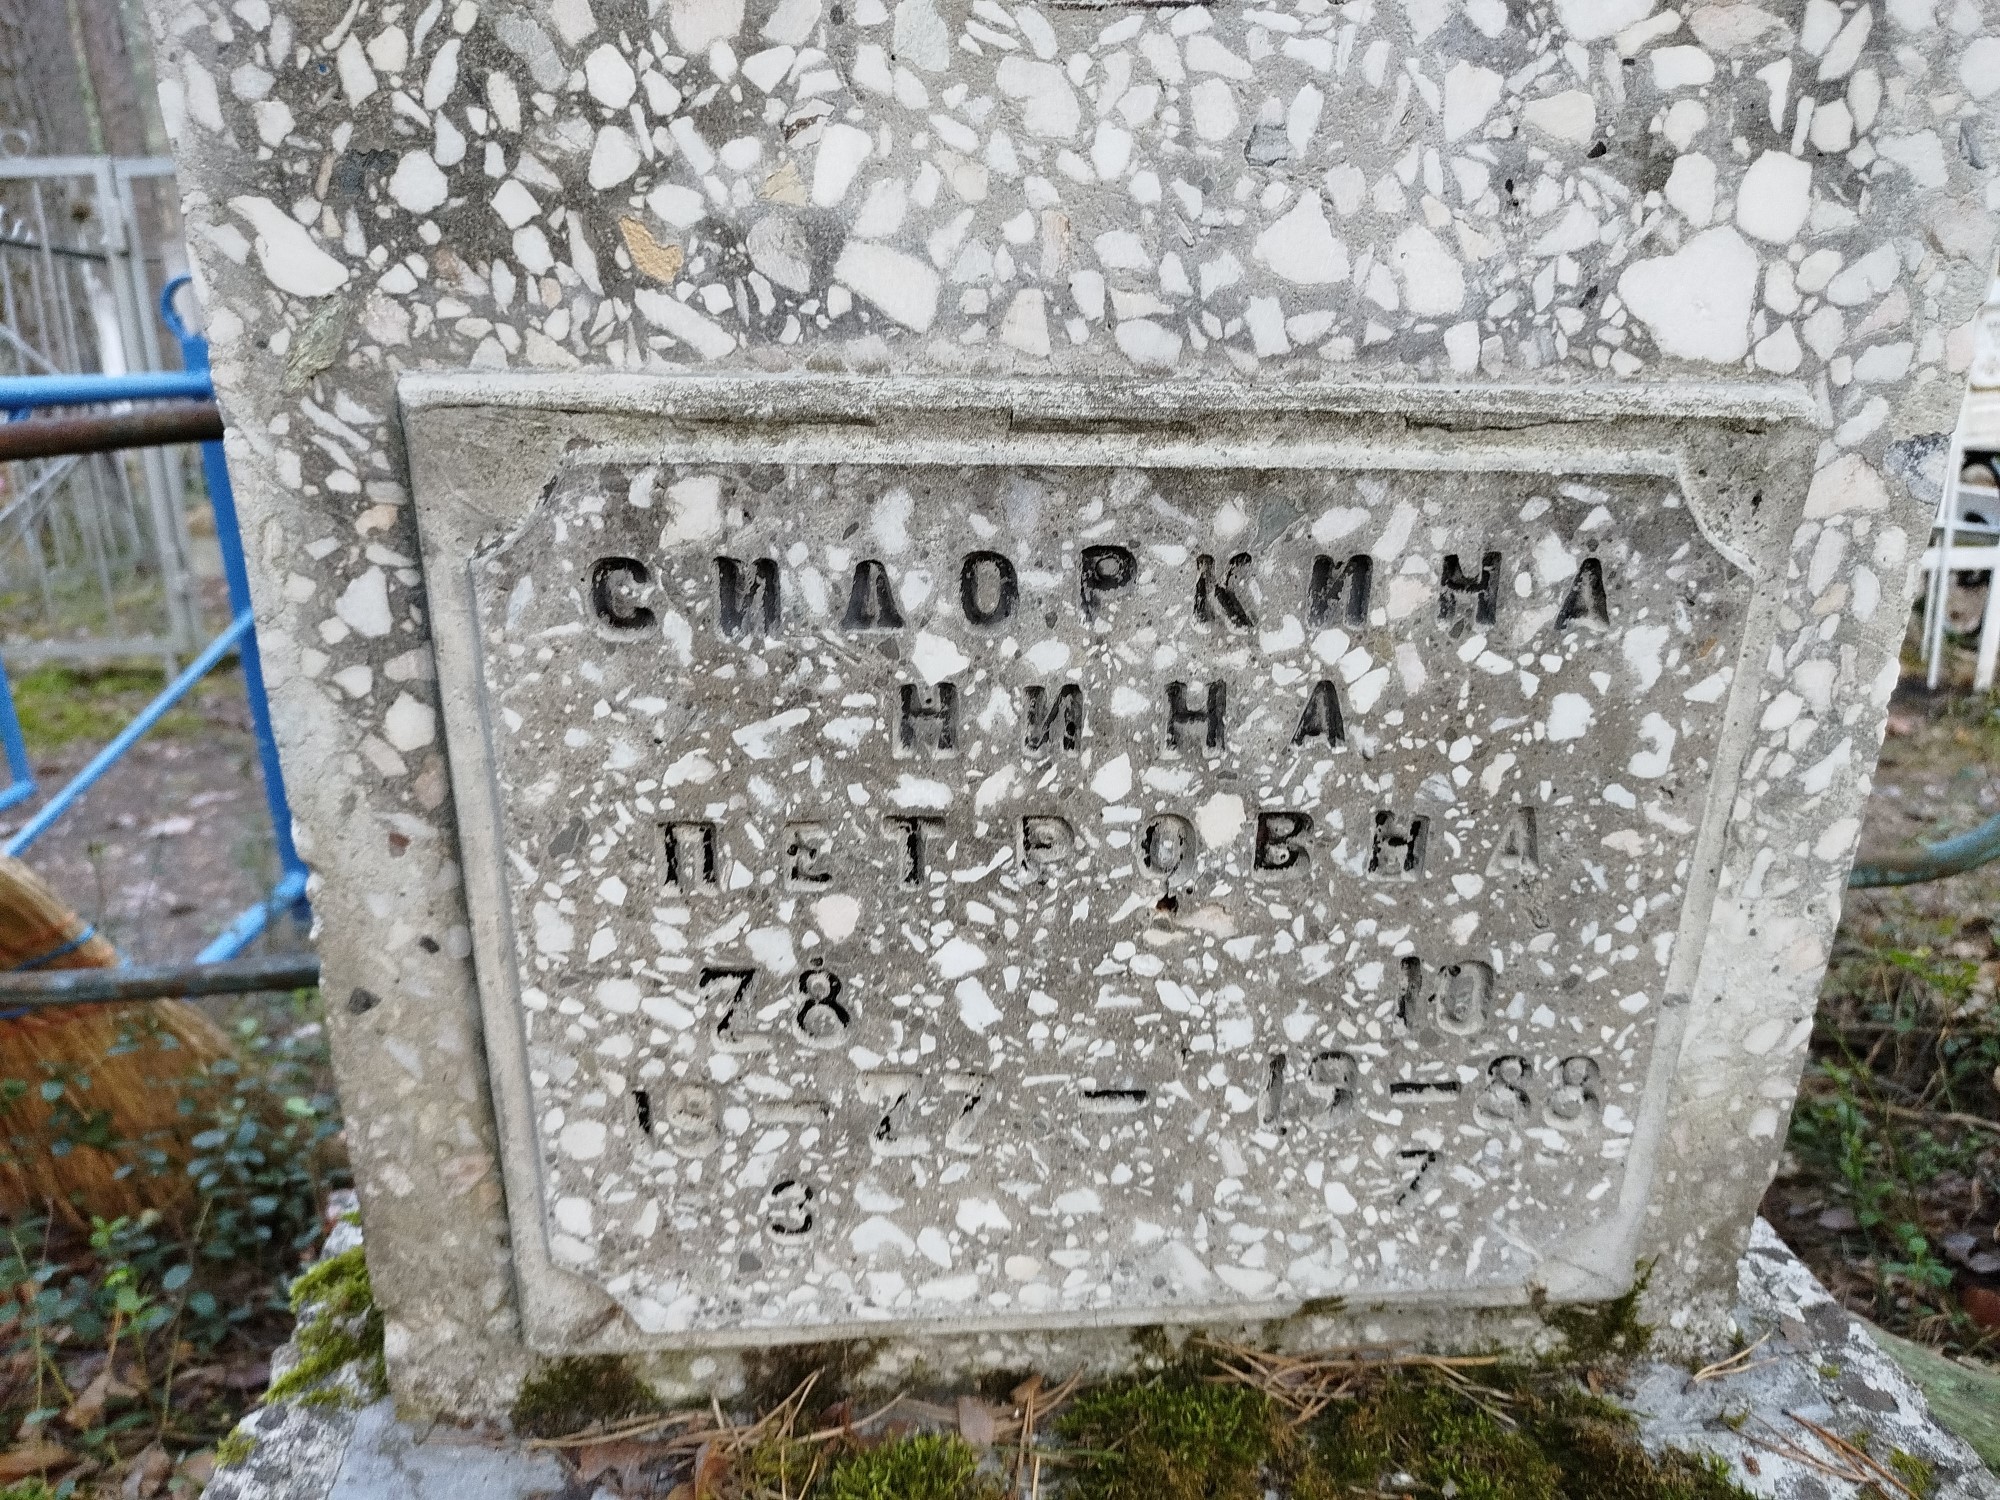 СИДОРКИНА
НИНА
ПЕТРОВНА
28 10
19-22 - 19-88
3 7